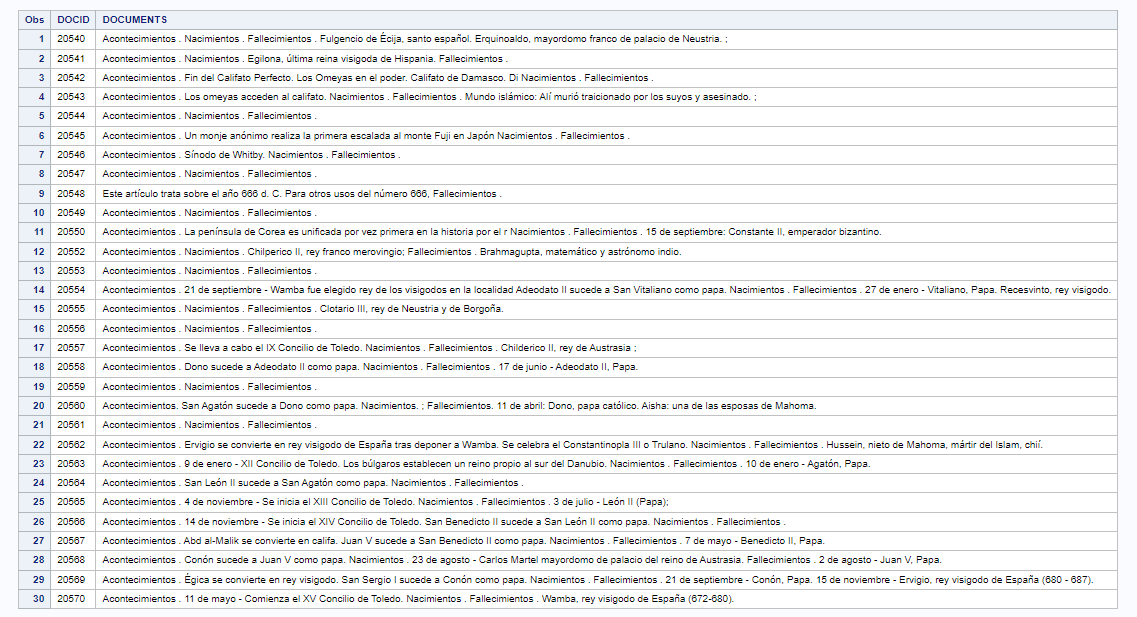 Obs DOCID DOCUMENTS
1 20540 Acontecimientos . Nacimientos . Fallecimientos . Fulgencio de Écija, santo español. Erquinoaldo, mayordomo franco de palacio de Neustria. ;
2 20541 Acontecimientos . Nacimientos . Egilona, última reina visigoda de Hispania. Fallecimientos .
3 20542 Acontecimientos . Fin del Califato Perfecto. Los Omeyas en el poder. Califato de Damasco. Di Nacimientos . Fallecimientos .
4 20543 Acontecimientos . Los omeyas acceden al califato. Nacimientos . Fallecimientos . Mundo islámico: Alí murió traicionado por los suyos y asesinado. ;
5 20544 Acontecimientos . Nacimientos . Fallecimientos .
6 20545 Acontecimientos . Un monje anónimo realiza la primera escalada al monte Fuji en Japón Nacimientos . Fallecimientos .
7 20546 Acontecimientos . Sínodo de Whitby. Nacimientos . Fallecimientos .
8 20547 Acontecimientos . Nacimientos . Fallecimientos .
9 20548 Este artículo trata sobre el año 666 d. C. Para otros usos del número 666, Fallecimientos .
10 20549 Acontecimientos . Nacimientos . Fallecimientos .
11 20550 Acontecimientos . La península de Corea es unificada por vez primera en la historia por el r Nacimientos . Fallecimientos . 15 de septiembre: Constante II, emperador bizantino.
12 20552 Acontecimientos . Nacimientos . Chilperico II, rey franco merovingio; Fallecimientos . Brahmagupta, matemático y astrónomo indio.
13 20553 Acontecimientos . Nacimientos . Fallecimientos .
14 20554 Acontecimientos . 21 de septiembre - Wamba fue elegido rey de los visigodos en la localidad Adeodato II sucede a San Vitaliano como papa. Nacimientos . Fallecimientos . 27 de enero - Vitaliano, Papa. Recesvinto, rey visigodo.
15 20555 Acontecimientos . Nacimientos . Fallecimientos . Clotario III, rey de Neustria y de Borgoña.
16 20556 Acontecimientos . Nacimientos . Fallecimientos .
17 20557 Acontecimientos . Se lleva a cabo el IX Concilio de Toledo. Nacimientos . Fallecimientos . Childerico II, rey de Austrasia ;
18 20558 Acontecimientos . Dono sucede a Adeodato II como papa. Nacimientos . Fallecimientos . 17 de junio - Adeodato II, Papa.
19 20559 Acontecimientos . Nacimientos . Fallecimientos .
20 20560 Acontecimientos. San Agatón sucede a Dono como papa. Nacimientos. ; Fallecimientos. 11 de abril: Dono, papa católico. Aisha: una de las esposas de Mahoma.
21 20561 Acontecimientos . Nacimientos . Fallecimientos .
22 20562 Acontecimientos . Ervigio se convierte en rey visigodo de España tras deponer a Wamba. Se celebra el Constantinopla III o Trulano. Nacimientos . Fallecimientos . Hussein, nieto de Mahoma, mártir del Islam, chií.
23 20563 Acontecimientos . 9 de enero - XII Concilio de Toledo. Los búlgaros establecen un reino propio al sur del Danubio. Nacimientos . Fallecimientos . 10 de enero - Agatón, Papa.
24 20564 Acontecimientos . San León II sucede a San Agatón como papa. Nacimientos . Fallecimientos .
25 20565 Acontecimientos . 4 de noviembre - Se inicia el XIII Concilio de Toledo. Nacimientos . Fallecimientos . 3 de julio - León II (Papa);
26 20566 Acontecimientos . 14 de noviembre - Se inicia el XIV Concilio de Toledo. San Benedicto II sucede a San León II como papa. Nacimientos . Fallecimientos .
27 20567 Acontecimientos . Abd al-Malik se convierte en califa. Juan V sucede a San Benedicto II como papa. Nacimientos . Fallecimientos . 7 de mayo - Benedicto II, Papa.
28 20568 Acontecimientos . Conón sucede a Juan V como papa. Nacimientos . 23 de agosto - Carlos Martel mayordomo de palacio del reino de Austrasia. Fallecimientos . 2 de agosto - Juan V, Papa.
29 20569 Acontecimientos . Égica se convierte en rey visigodo. San Sergio I sucede a Conón como papa. Nacimientos . Fallecimientos . 21 de septiembre - Conón, Papa. 15 de noviembre - Ervigio, rey visigodo de España (680 - 687).
30 20570 Acontecimientos . 11 de mayo - Comienza el XV Concilio de Toledo. Nacimientos . Fallecimientos . Wamba, rey visigodo de España (672-680).